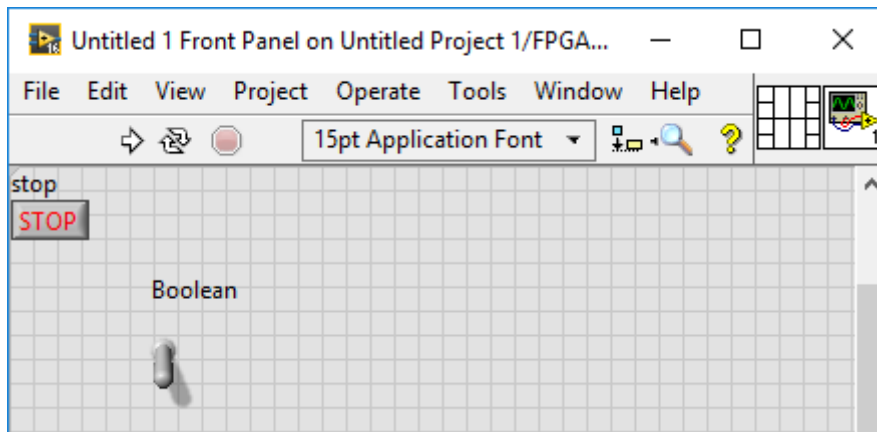 Untitled 1 Front Panel on Untitled Project 1/FPGA...
File Edit View Project Operate Tools Window Help
15pt Application Font
1
stop
STOP
Boolean